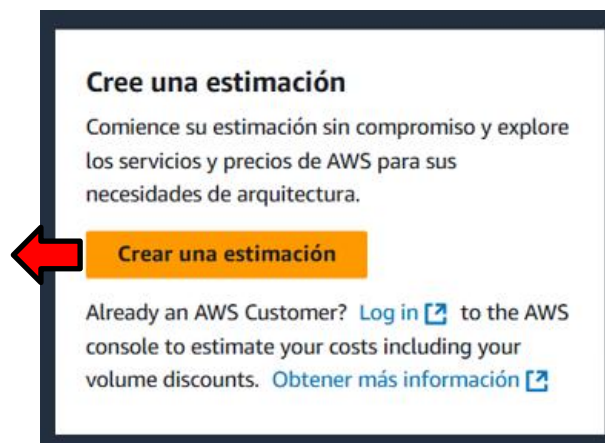 Cree una estimación
Comience su estimación sin compromiso y explore
los servicios y precios de AWS para sus
necesidades de arquitectura.
Crear una estimación
Already an AWS Customer? Log in to the AWS
console to estimate your costs including your
volume discounts. Obtener más información